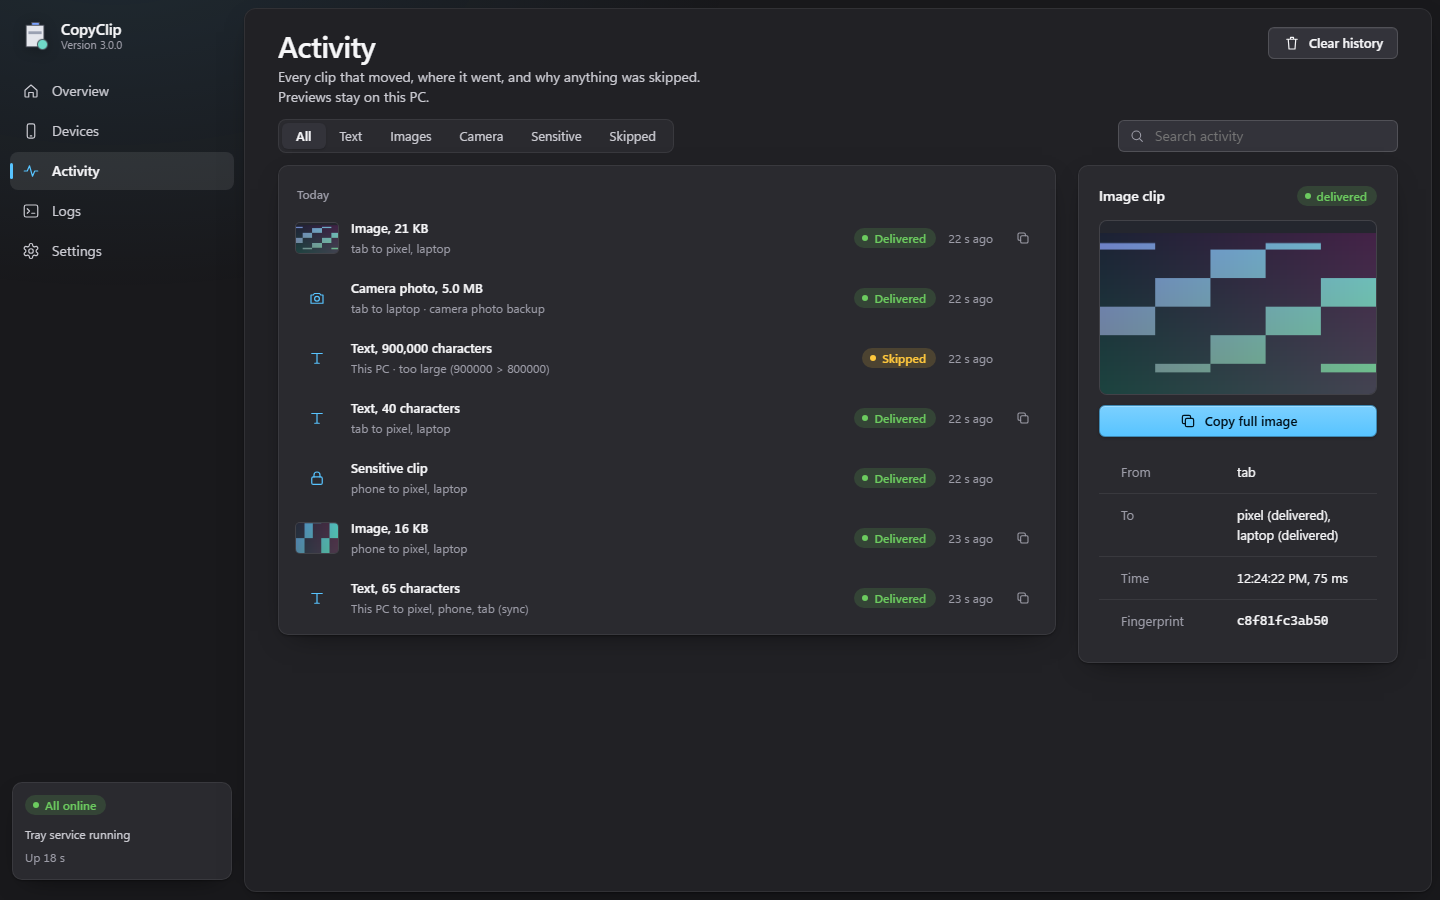 CopyClip
Version 3.0.0
Overview
Devices
Activity
Logs
Settings
All online
Tray service running
Up 18 s
Activity
Every clip that moved, where it went, and why anything was skipped.
Previews stay on this PC.
Clear history
All Text Images Camera Sensitive Skipped
Search activity
Today
Image, 21 KB
tab to pixel, laptop
Delivered 22 s ago
Camera photo, 5.0 MB
tab to laptop · camera photo backup
Delivered 22 s ago
Text, 900,000 characters
This PC · too large (900000 > 800000)
Skipped 22 s ago
Text, 40 characters
tab to pixel, laptop
Delivered 22 s ago
Sensitive clip
phone to pixel, laptop
Delivered 22 s ago
Image, 16 KB
phone to pixel, laptop
Delivered 23 s ago
Text, 65 characters
This PC to pixel, phone, tab (sync)
Delivered 23 s ago
Image clip
delivered
Copy full image
From tab
To pixel (delivered),
laptop (delivered)
Time 12:24:22 PM, 75 ms
Fingerprint c8f81fc3ab50